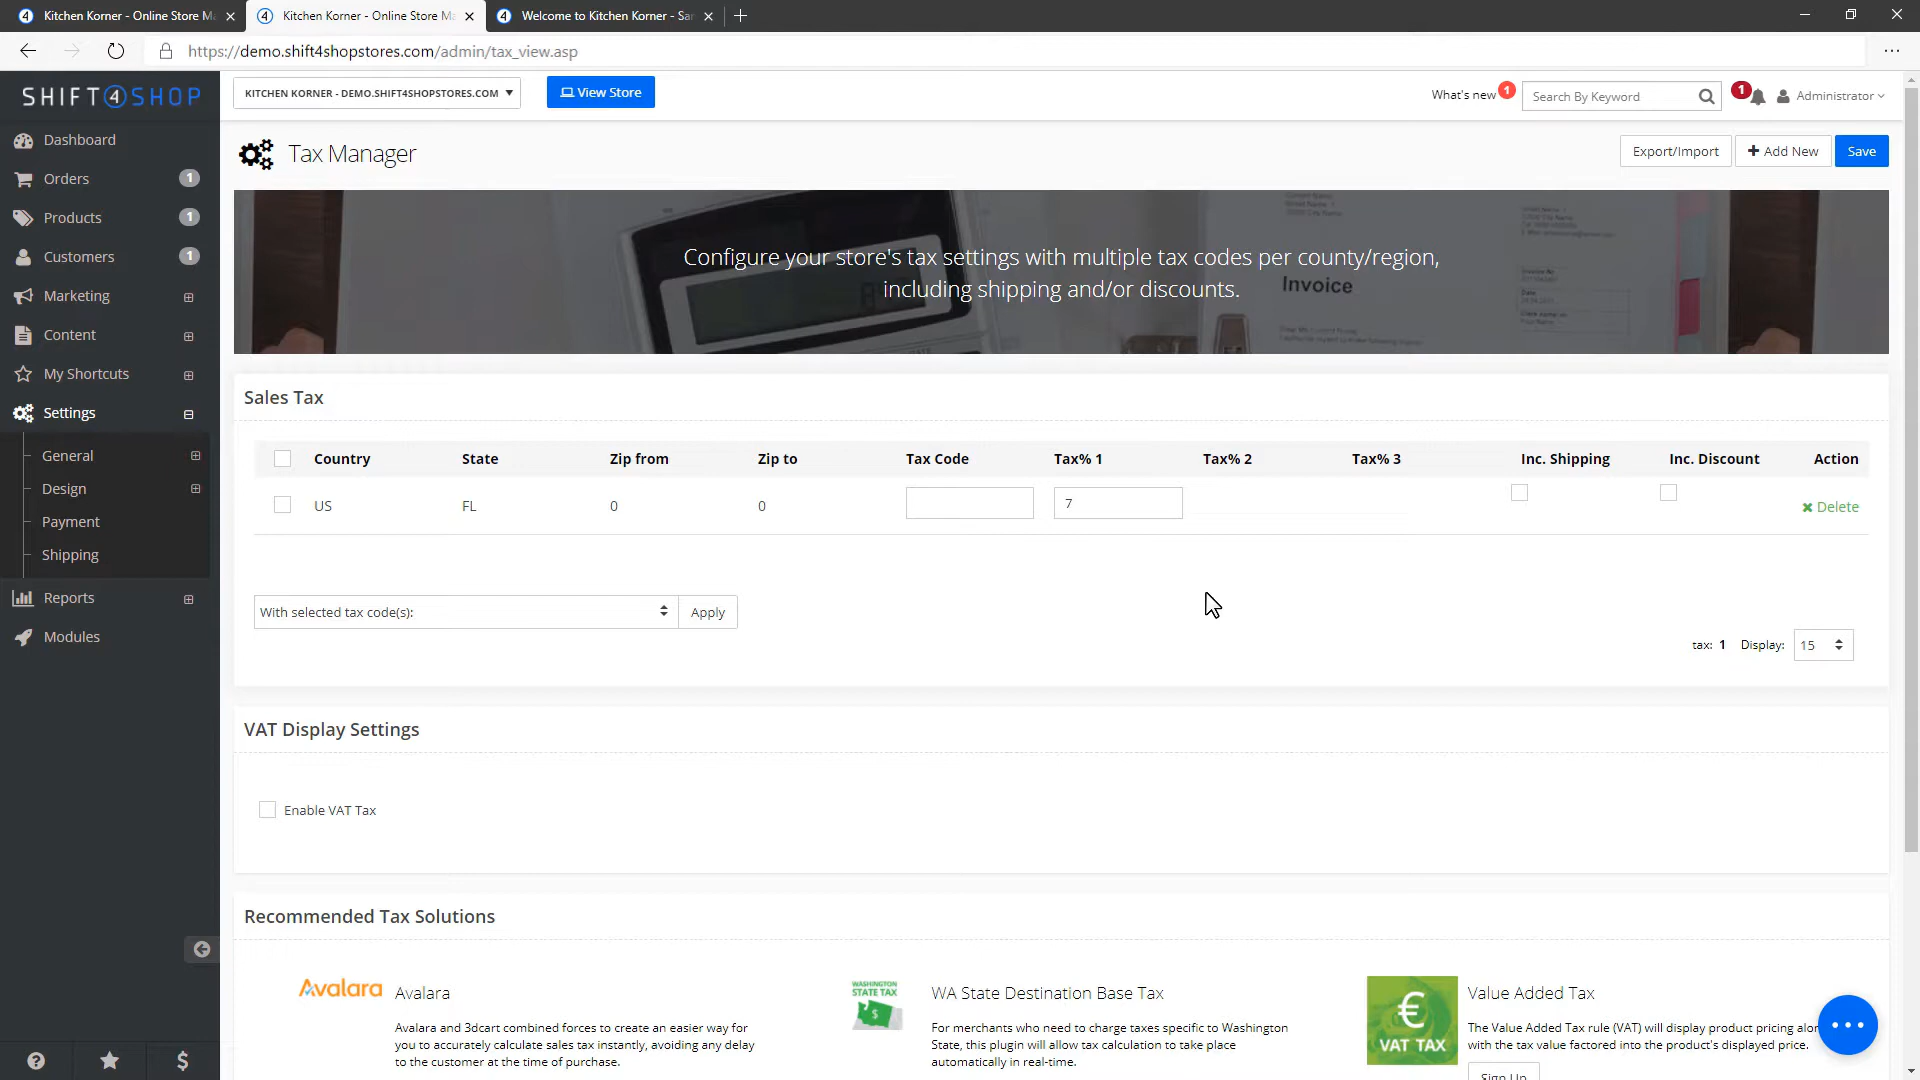 Kitchen Korner - Online Store Ma
Kitchen Korner - Online Store Ma
Welcome to Kitchen Korner - Sar
https://demo.shift4shopstores.com/admin/tax_view.asp
SHIFT4SHOP
KITCHEN KORNER - DEMO.SHIFT4SHOPSTORES.COM
View Store
What's new 1
Search By Keyword
1
Administrator
Dashboard
Orders 1
Products 1
Customers 1
Marketing
Content
My Shortcuts
Settings
General
Design
Payment
Shipping
Reports
Modules
Tax Manager
Export/Import
Add New
Save
Configure your store's tax settings with multiple tax codes per county/region,
including shipping and/or discounts.
Invoice
Sales Tax
Country State Zip from Zip to Tax Code Tax% 1 Tax% 2 Tax% 3 Inc. Shipping Inc. Discount Action
US FL 0 0 7 Delete
With selected tax code(s): Apply
tax: 1 Display: 15
VAT Display Settings
Enable VAT Tax
Recommended Tax Solutions
Avalara
Avalara
Avalara and 3dcart combined forces to create an easier way for
you to accurately calculate sales tax instantly, avoiding any delay
to the customer at the time of purchase.
WASHINGTON
STATE TAX
$
WA State Destination Base Tax
For merchants who need to charge taxes specific to Washington
State, this plugin will allow tax calculation to take place
automatically in real-time.
€
VAT TAX
Value Added Tax
The Value Added Tax rule (VAT) will display product pricing alon
with the tax value factored into the product's displayed price.
Sign Up